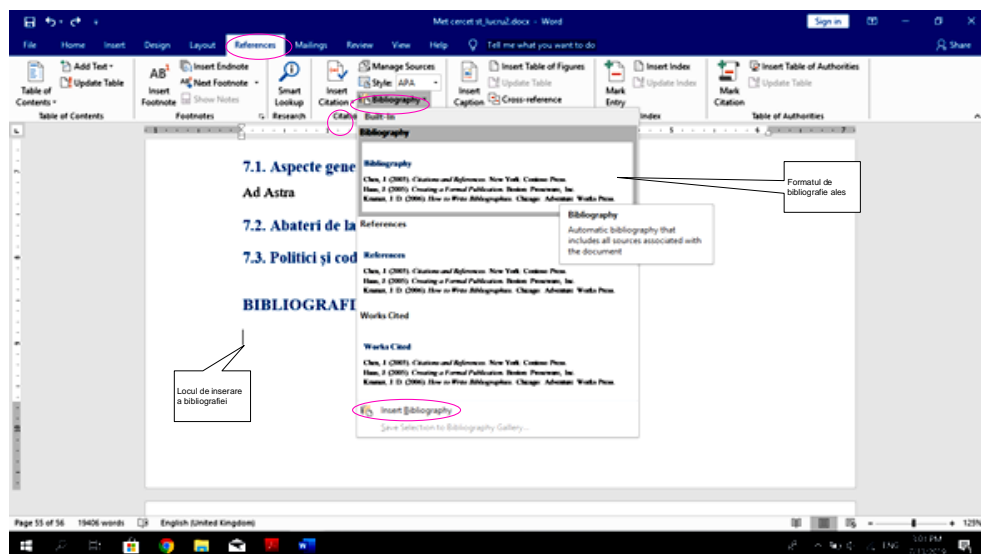 Met cercet st_lucru2.docx - Word
Sign in
File Home Insert Design Layout References Mailings Review View Help Tell me what you want to do Share
Table of Contents
Add Text
Update Table
Table of Contents
AB¹ Insert Footnote
Insert Endnote
Next Footnote
Show Notes
Footnotes
Smart Lookup
Research
Insert Citation
Manage Sources
Style: APA
Bibliography
Insert Caption
Insert Table of Figures
Update Table
Cross-reference
Mark Entry
Insert Index
Update Index
Index
Mark Citation
Insert Table of Authorities
Update Table
Table of Authorities
Built-In
Bibliography
Bibliography
Chen, J. (2003). Citations and References. New York: Contoso Press.
Haas, J. (2005). Creating a Formal Publication. Boston: Proseware, Inc.
Kramer, J. D. (2006). How to Write Bibliographies. Chicago: Adventure Works Press.
References
References
Chen, J. (2003). Citations and References. New York: Contoso Press.
Haas, J. (2005). Creating a Formal Publication. Boston: Proseware, Inc.
Kramer, J. D. (2006). How to Write Bibliographies. Chicago: Adventure Works Press.
Works Cited
Works Cited
Chen, J. (2003). Citations and References. New York: Contoso Press.
Haas, J. (2005). Creating a Formal Publication. Boston: Proseware, Inc.
Kramer, J. D. (2006). How to Write Bibliographies. Chicago: Adventure Works Press.
Insert Bibliography
Save Selection to Bibliography Gallery...
Bibliography
Automatic bibliography that
includes all sources associated with
the document
Formatul de
bibliografie ales
7.1. Aspecte gene
Ad Astra
7.2. Abateri de la
7.3. Politici și cod
BIBLIOGRAFI
Locul de inserare
a bibliografiei
Page 55 of 56 19406 words English (United Kingdom)
125%
ENG
3:01 PM